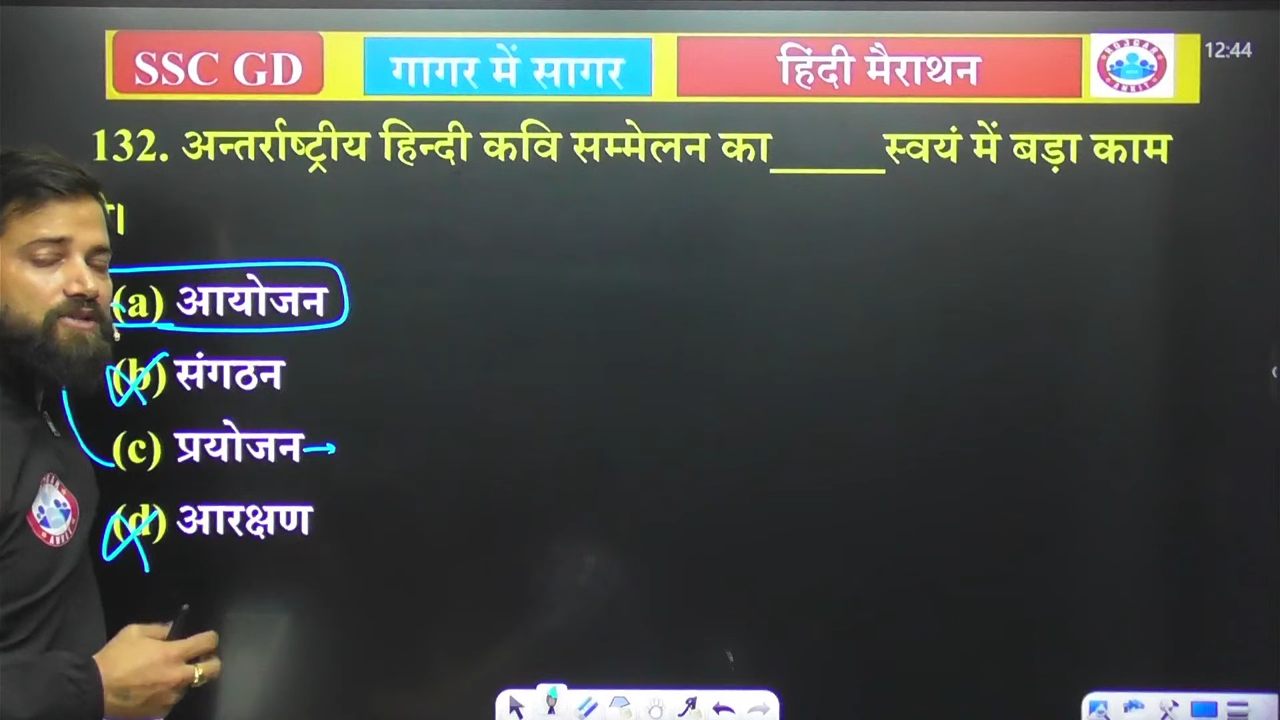 SSC GD
गागर में सागर
हिंदी मैराथन
12:44
132. अन्तर्राष्ट्रीय हिन्दी कवि सम्मेलन का_____स्वयं में बड़ा काम
(a) आयोजन
(b) संगठन
(c) प्रयोजन
(d) आरक्षण